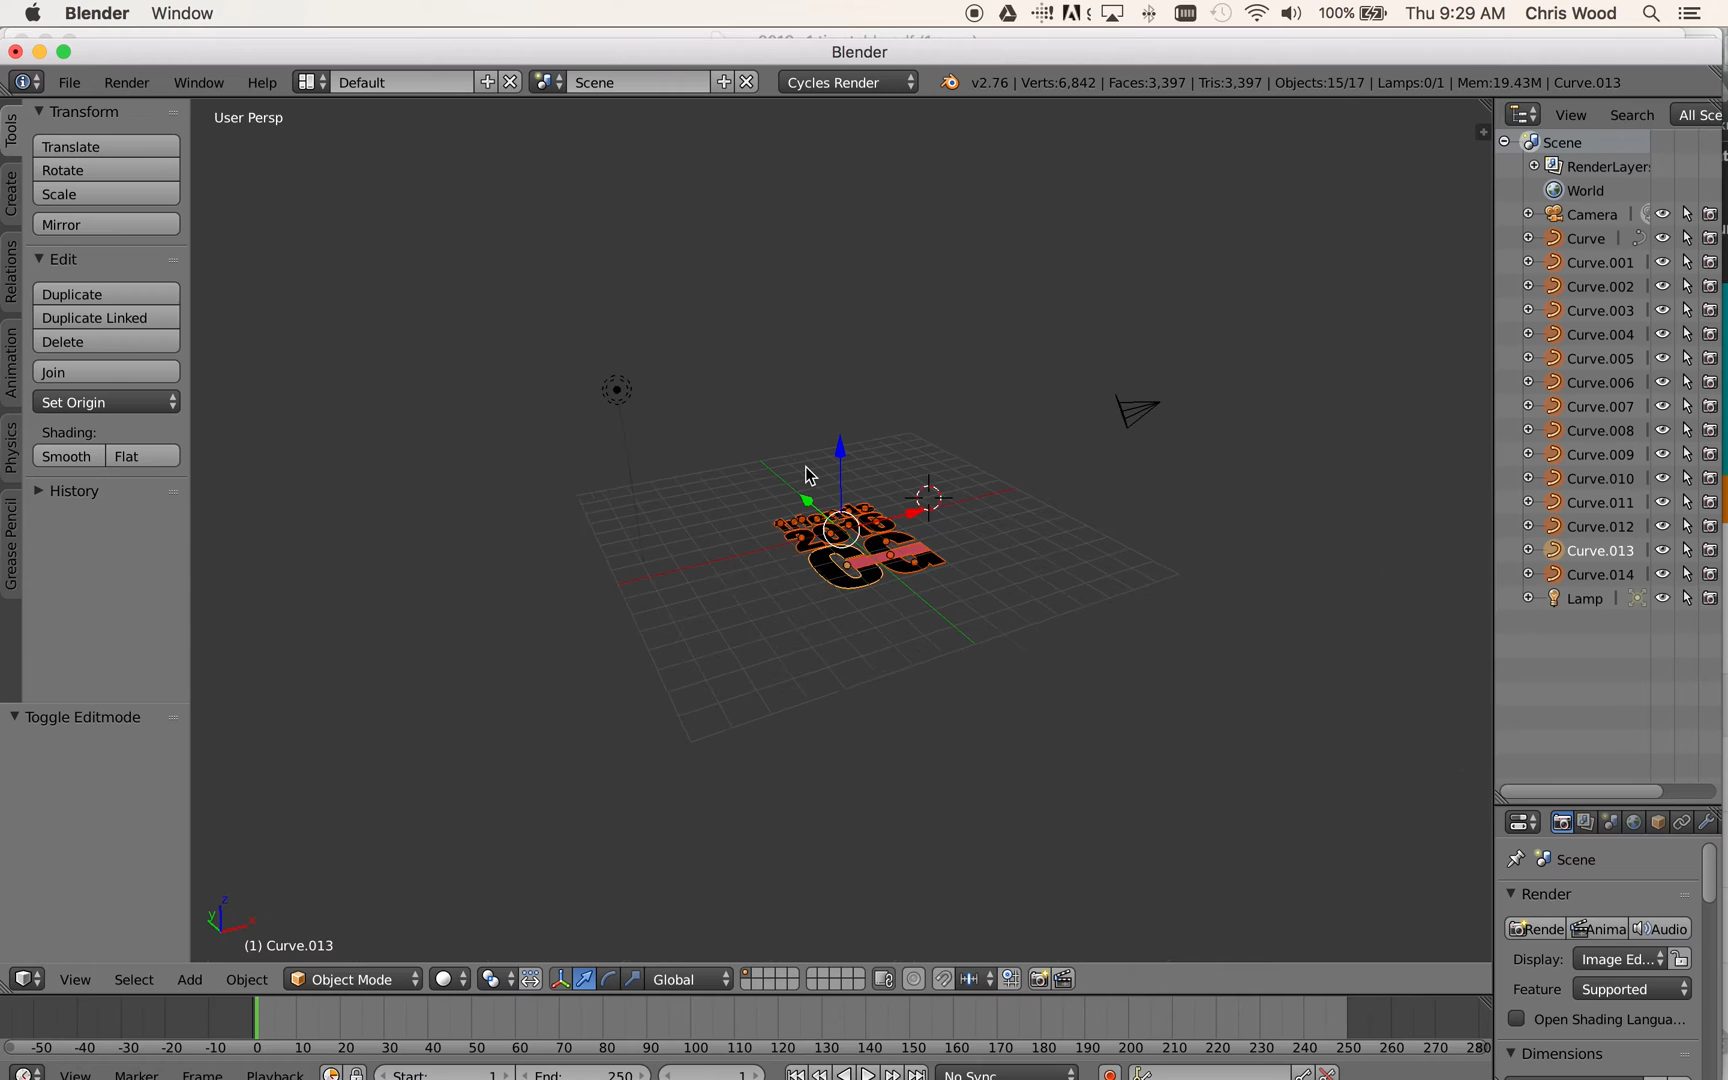 Blender Window 100% Thu 9:29 AM Chris Wood
Blender
File Render Window Help Default Scene Cycles Render v2.76 | Verts:6,842 | Faces:3,397 | Tris:3,397 | Objects:15/17 | Lamps:0/1 | Mem:19.43M | Curve.013
Tools
Create
Relations
Animation
Physics
Grease Pencil
Transform
Translate
Rotate
Scale
Mirror
Edit
Duplicate
Duplicate Linked
Delete
Join
Set Origin
Shading:
Smooth Flat
History
Toggle Editmode
User Persp
z
y
x
(1) Curve.013
View Search All Sce
Scene
RenderLayer:
World
Camera
Curve
Curve.001
Curve.002
Curve.003
Curve.004
Curve.005
Curve.006
Curve.007
Curve.008
Curve.009
Curve.010
Curve.011
Curve.012
Curve.013
Curve.014
Lamp
Scene
Render
Rende Anima Audio
Display: Image Ed...
Feature Supported
Open Shading Langua...
Dimensions
View Select Add Object Object Mode Global
-50 -40 -30 -20 -10 0 10 20 30 40 50 60 70 80 90 100 110 120 130 140 150 160 170 180 190 200 210 220 230 240 250 260 270 280
View Marker Frame Playback Start: 1 End: 250 1 No Sync